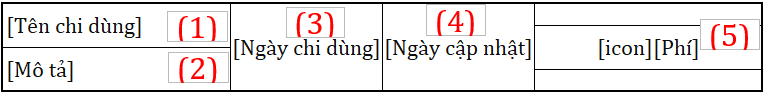 [Tên chi dùng] (1)
[Mô tả] (2)
(3)
[Ngày chi dùng]
(4)
[Ngày cập nhật]
[icon][Phí] (5)